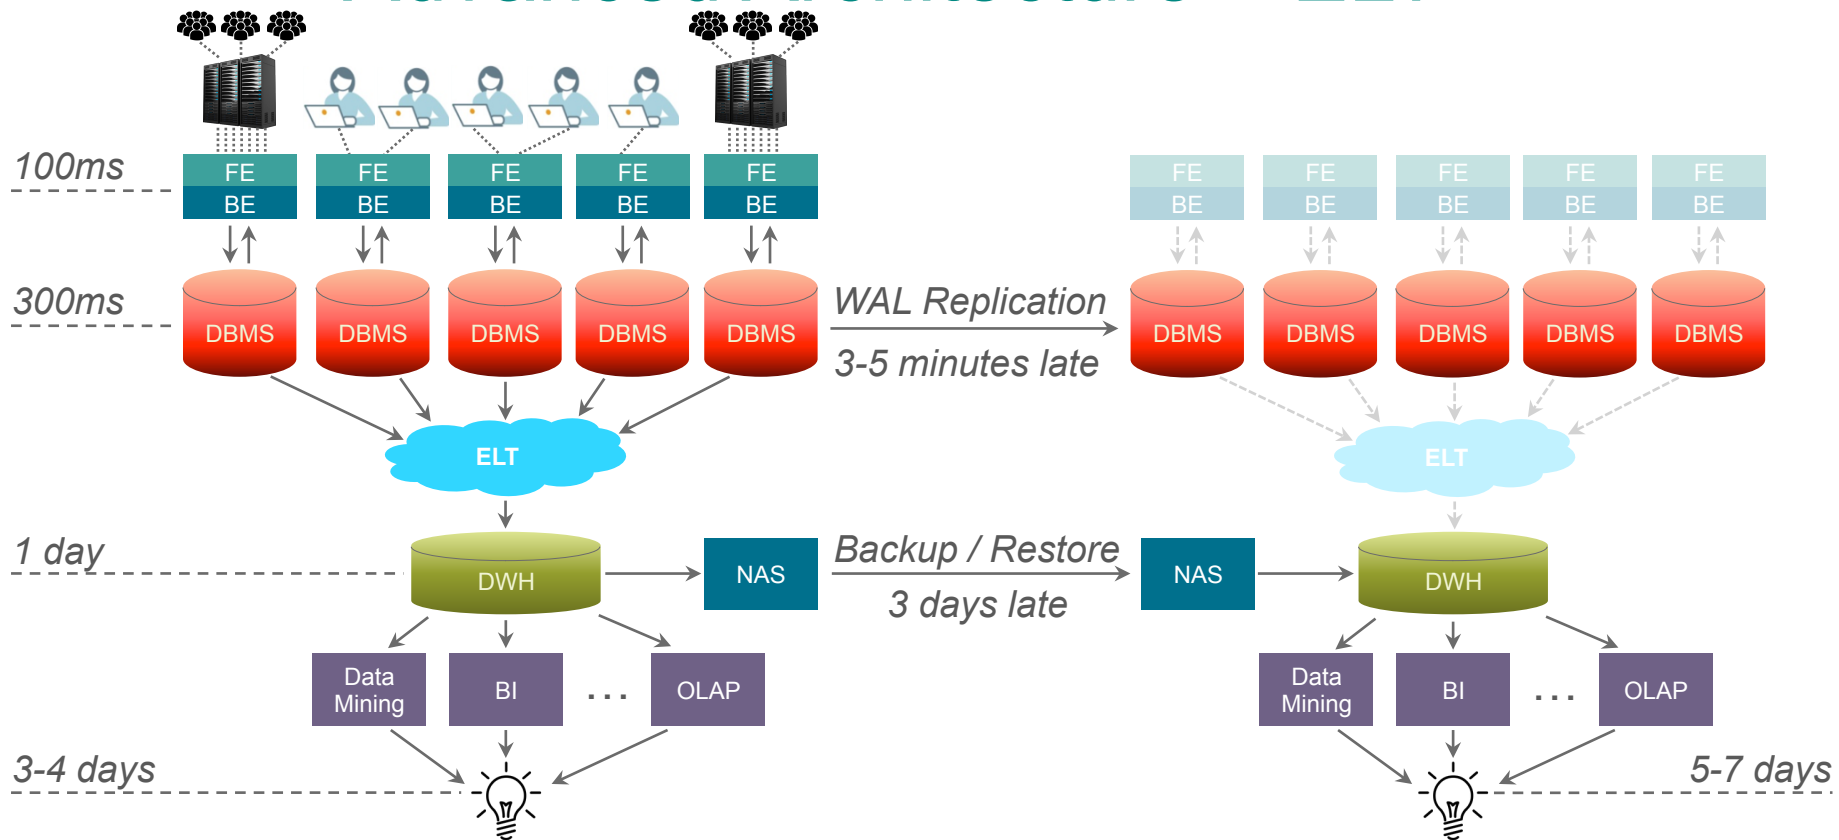 100ms
FE FE FE FE FE
BE BE BE BE BE
FE FE FE FE FE
BE BE BE BE BE
300ms
DBMS DBMS DBMS DBMS DBMS
WAL Replication
3-5 minutes late
DBMS DBMS DBMS DBMS DBMS
ELT
ELT
1 day
DWH
NAS
Backup / Restore
3 days late
NAS
DWH
Data
Mining
BI
...
OLAP
Data
Mining
BI
...
OLAP
3-4 days
5-7 days